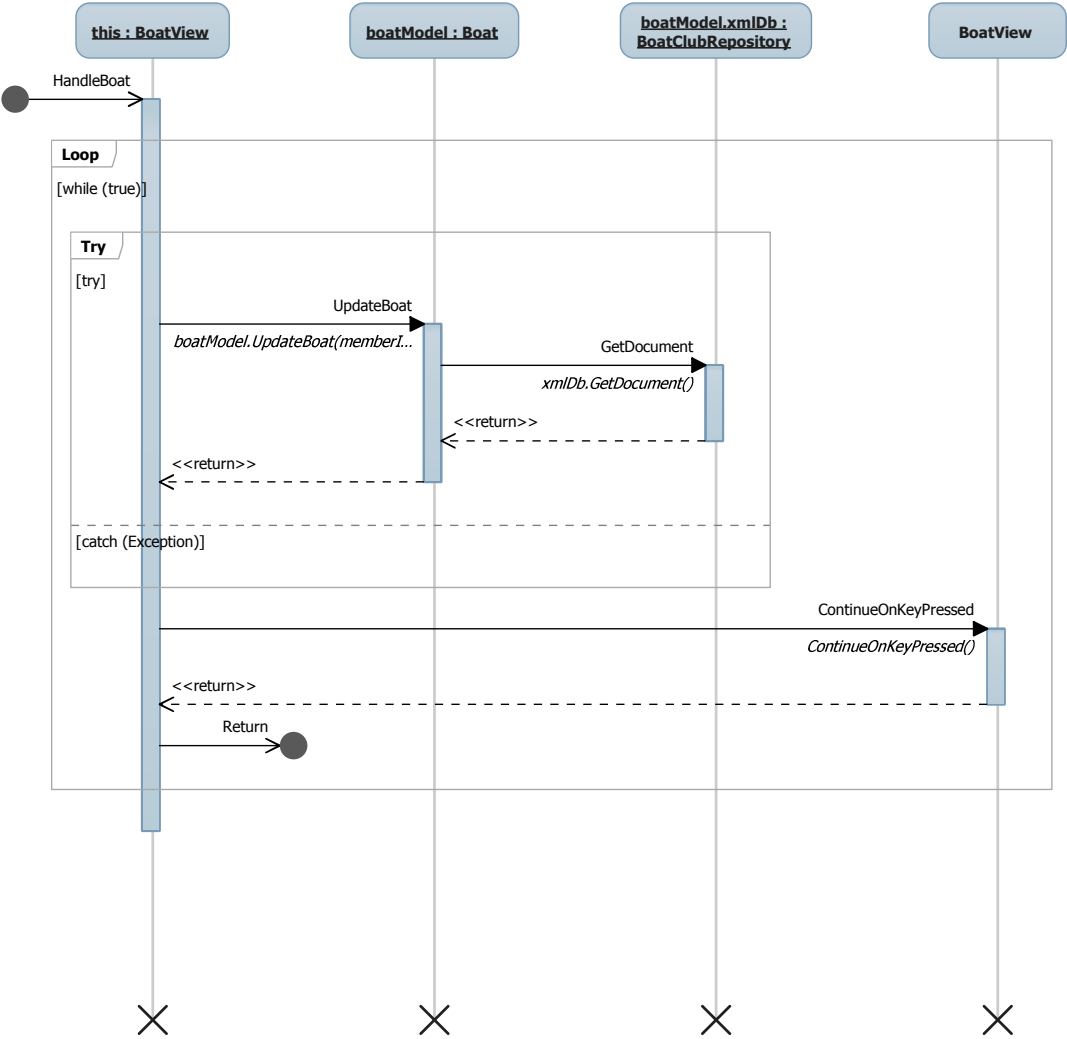 this : BoatView
boatModel : Boat
boatModel.xmlDb :
BoatClubRepository
BoatView
HandleBoat
Loop
[while (true)]
Try
[try]
UpdateBoat
boatModel.UpdateBoat(memberI...
GetDocument
xmlDb.GetDocument()
<<return>>
<<return>>
[catch (Exception)]
ContinueOnKeyPressed
ContinueOnKeyPressed()
<<return>>
Return